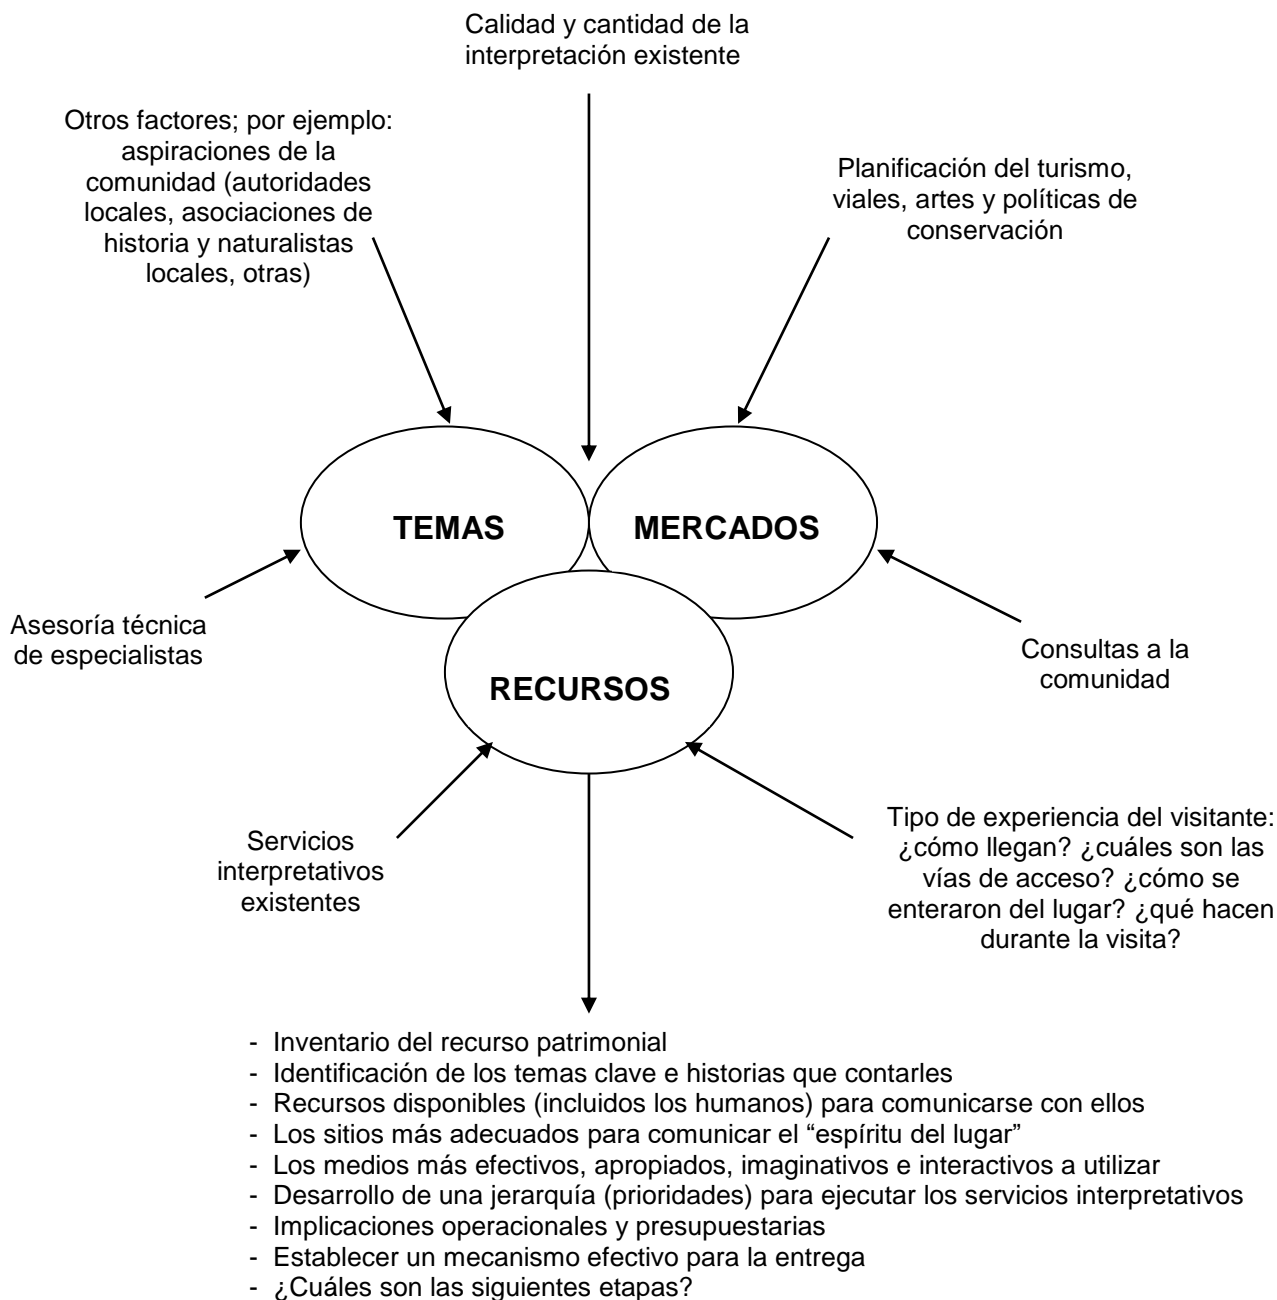 Calidad y cantidad de la
interpretación existente
Otros factores; por ejemplo:
aspiraciones de la
comunidad (autoridades
locales, asociaciones de
historia y naturalistas
locales, otras)
Planificación del turismo,
viales, artes y políticas de
conservación
TEMAS
MERCADOS
RECURSOS
Asesoría técnica
de especialistas
Consultas a la
comunidad
Servicios
interpretativos
existentes
Tipo de experiencia del visitante:
¿cómo llegan? ¿cuáles son las
vías de acceso? ¿cómo se
enteraron del lugar? ¿qué hacen
durante la visita?
- Inventario del recurso patrimonial
- Identificación de los temas clave e historias que contarles
- Recursos disponibles (incluidos los humanos) para comunicarse con ellos
- Los sitios más adecuados para comunicar el “espíritu del lugar”
- Los medios más efectivos, apropiados, imaginativos e interactivos a utilizar
- Desarrollo de una jerarquía (prioridades) para ejecutar los servicios interpretativos
- Implicaciones operacionales y presupuestarias
- Establecer un mecanismo efectivo para la entrega
- ¿Cuáles son las siguientes etapas?